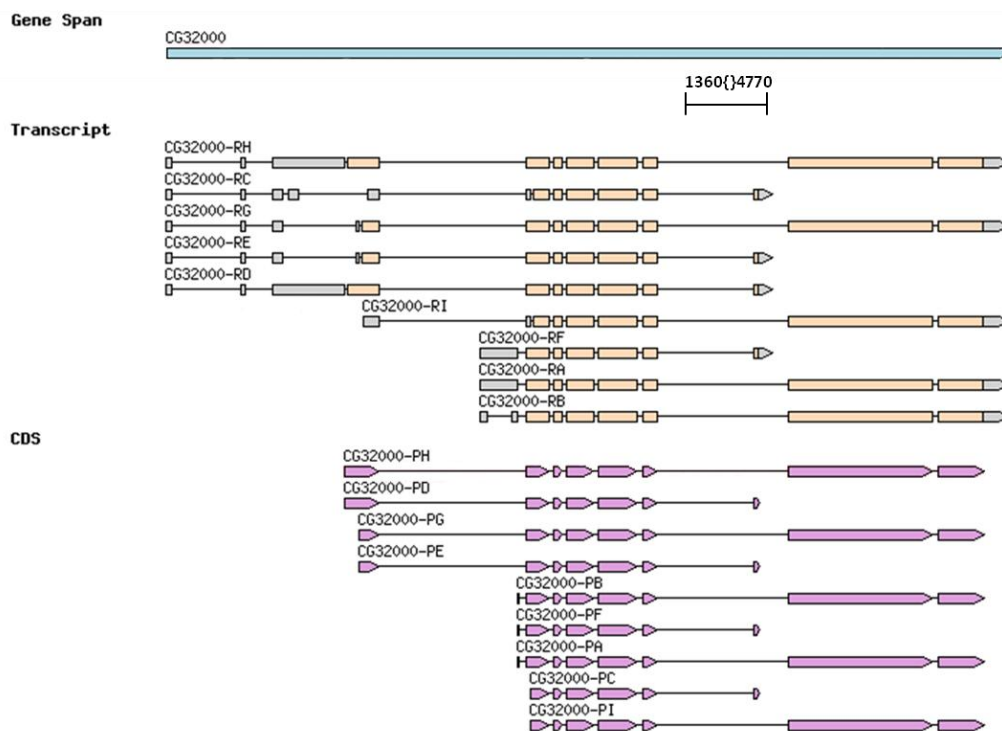 Gene Span
CG32000
1360{}4770
Transcript
CG32000-RH
CG32000-RC
CG32000-RG
CG32000-RE
CG32000-RD
CG32000-RI
CG32000-RF
CG32000-RA
CG32000-RB
CDS
CG32000-PH
CG32000-PD
CG32000-PG
CG32000-PE
CG32000-PB
CG32000-PF
CG32000-PA
CG32000-PC
CG32000-PI